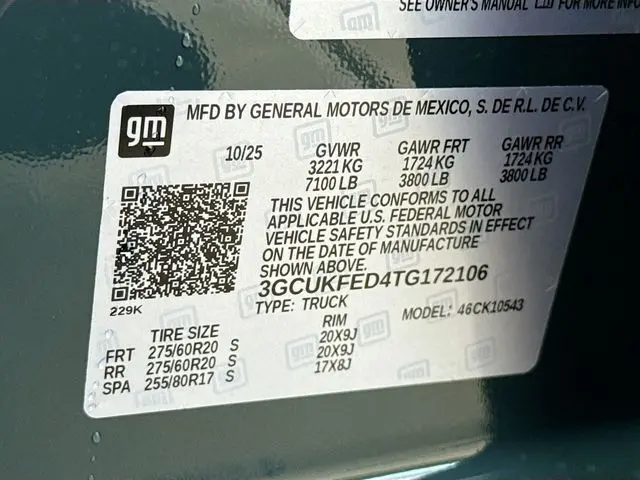 SEE OWNER'S MANUAL FOR MORE INFO
gm
MFD BY GENERAL MOTORS DE MEXICO, S. DE R.L. DE C.V.
10/25 GVWR GAWR FRT GAWR RR
3221 KG 1724 KG 1724 KG
7100 LB 3800 LB 3800 LB
THIS VEHICLE CONFORMS TO ALL
APPLICABLE U.S. FEDERAL MOTOR
VEHICLE SAFETY STANDARDS IN EFFECT
ON THE DATE OF MANUFACTURE
SHOWN ABOVE.
3GCUKFED4TG172106
229K TYPE: TRUCK MODEL: 46CK10543
TIRE SIZE RIM
FRT 275/60R20 S 20X9J
RR 275/60R20 S 20X9J
SPA 255/80R17 S 17X8J